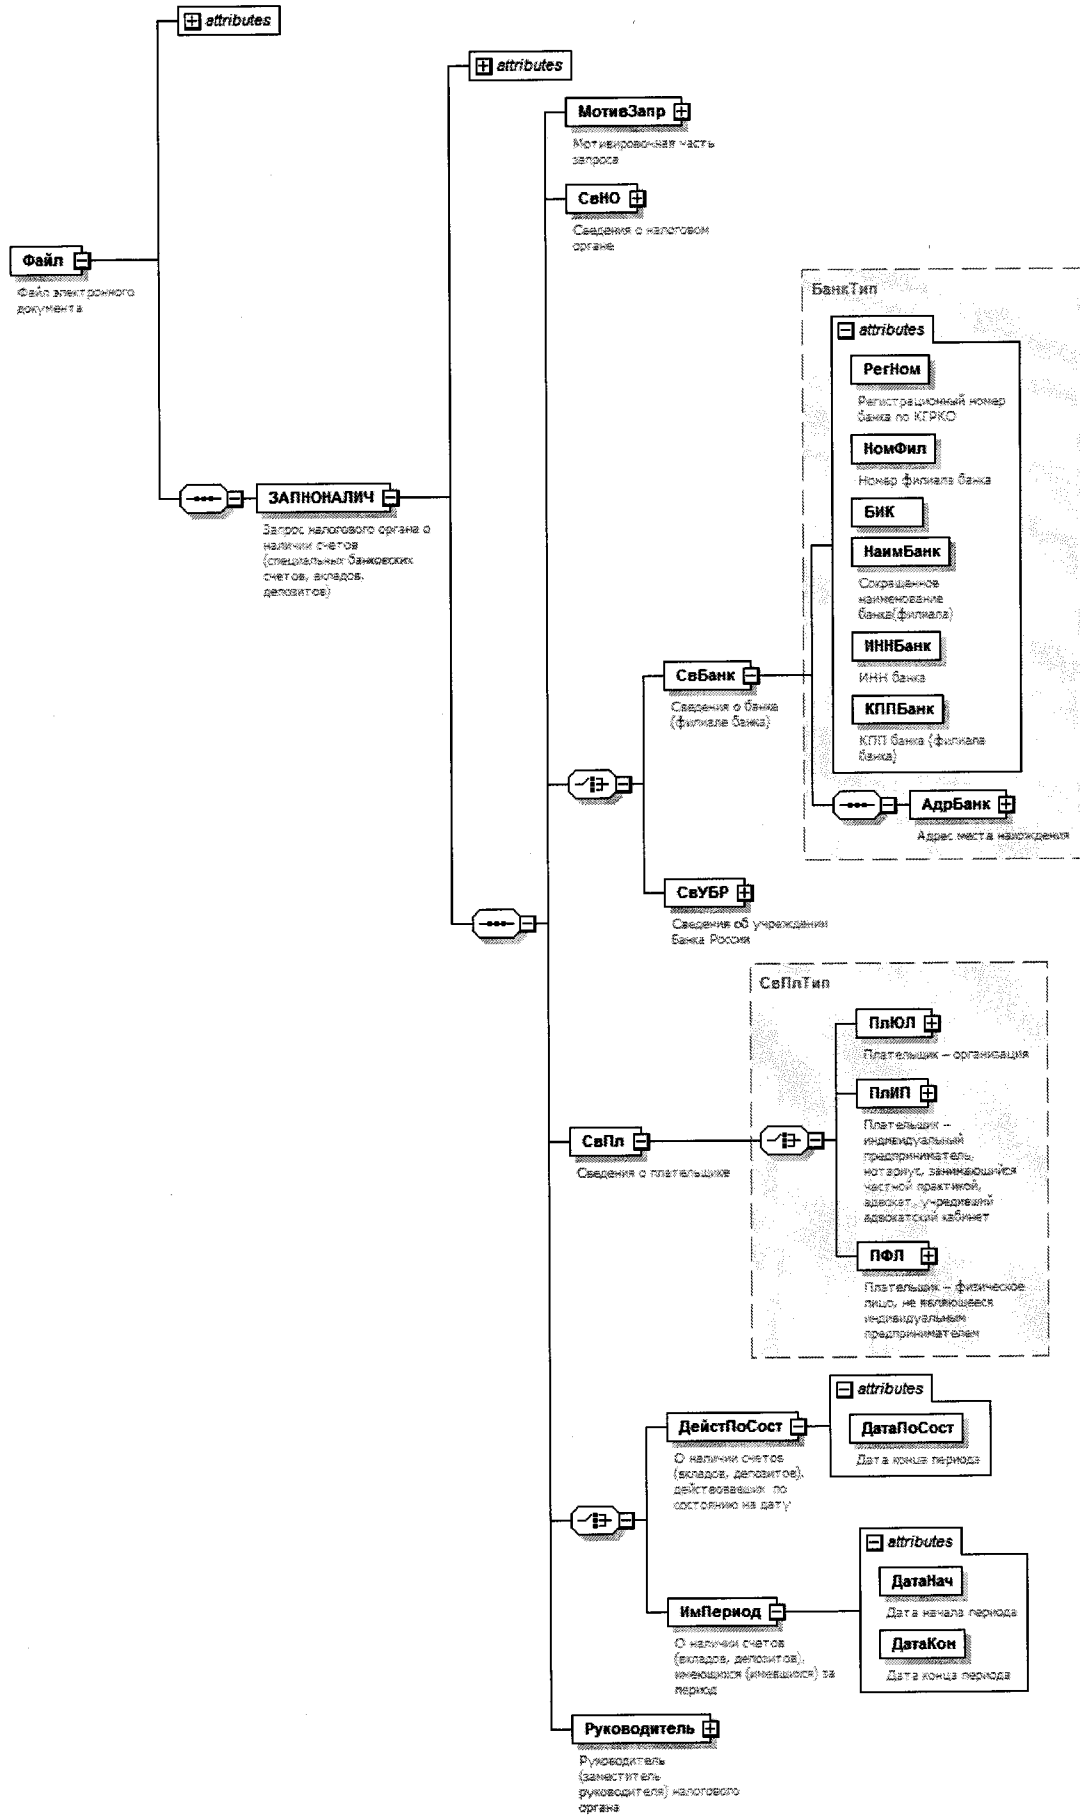 attributes
attributes
МотивЗапр
Мотивировочная часть
запроса
СвНО
Сведения о налоговом
органе
Файл
Файл электронного
документа
БанкТип
attributes
РегНом
Регистрационный номер
банка по КГРКО
НомФил
Номер филиала банка
БИК
НаимБанк
Сокращенное
наименование
банка(филиала)
ИННБанк
ИНН банка
КППБанк
КПП банка (филиала
банка)
АдрБанк
Адрес места нахождения
ЗАПНОНАЛИЧ
Запрос налогового органа о
наличии счетов
(специальных банковских
счетов, вкладов,
депозитов)
СвБанк
Сведения о банке
(филиале банка)
СвУБР
Сведения об учреждении
Банка России
СвПлТип
ПлЮЛ
Плательщик – организация
ПлИП
Плательщик –
индивидуальный
предприниматель,
нотариус, занимающийся
частной практикой,
адвокат, учредивший
адвокатский кабинет
ПФЛ
Плательщик – физическое
лицо, не являющееся
индивидуальным
предпринимателем
СвПл
Сведения о плательщике
attributes
ДатаПоСост
Дата конца периода
ДейстПоСост
О наличии счетов
(вкладов, депозитов),
действовавших по
состоянию на дату
attributes
ДатаНач
Дата начала периода
ДатаКон
Дата конца периода
ИмПериод
О наличии счетов
(вкладов, депозитов),
имеющихся (имевшихся) за
период
Руководитель
Руководитель
(заместитель
руководителя) налогового
органа